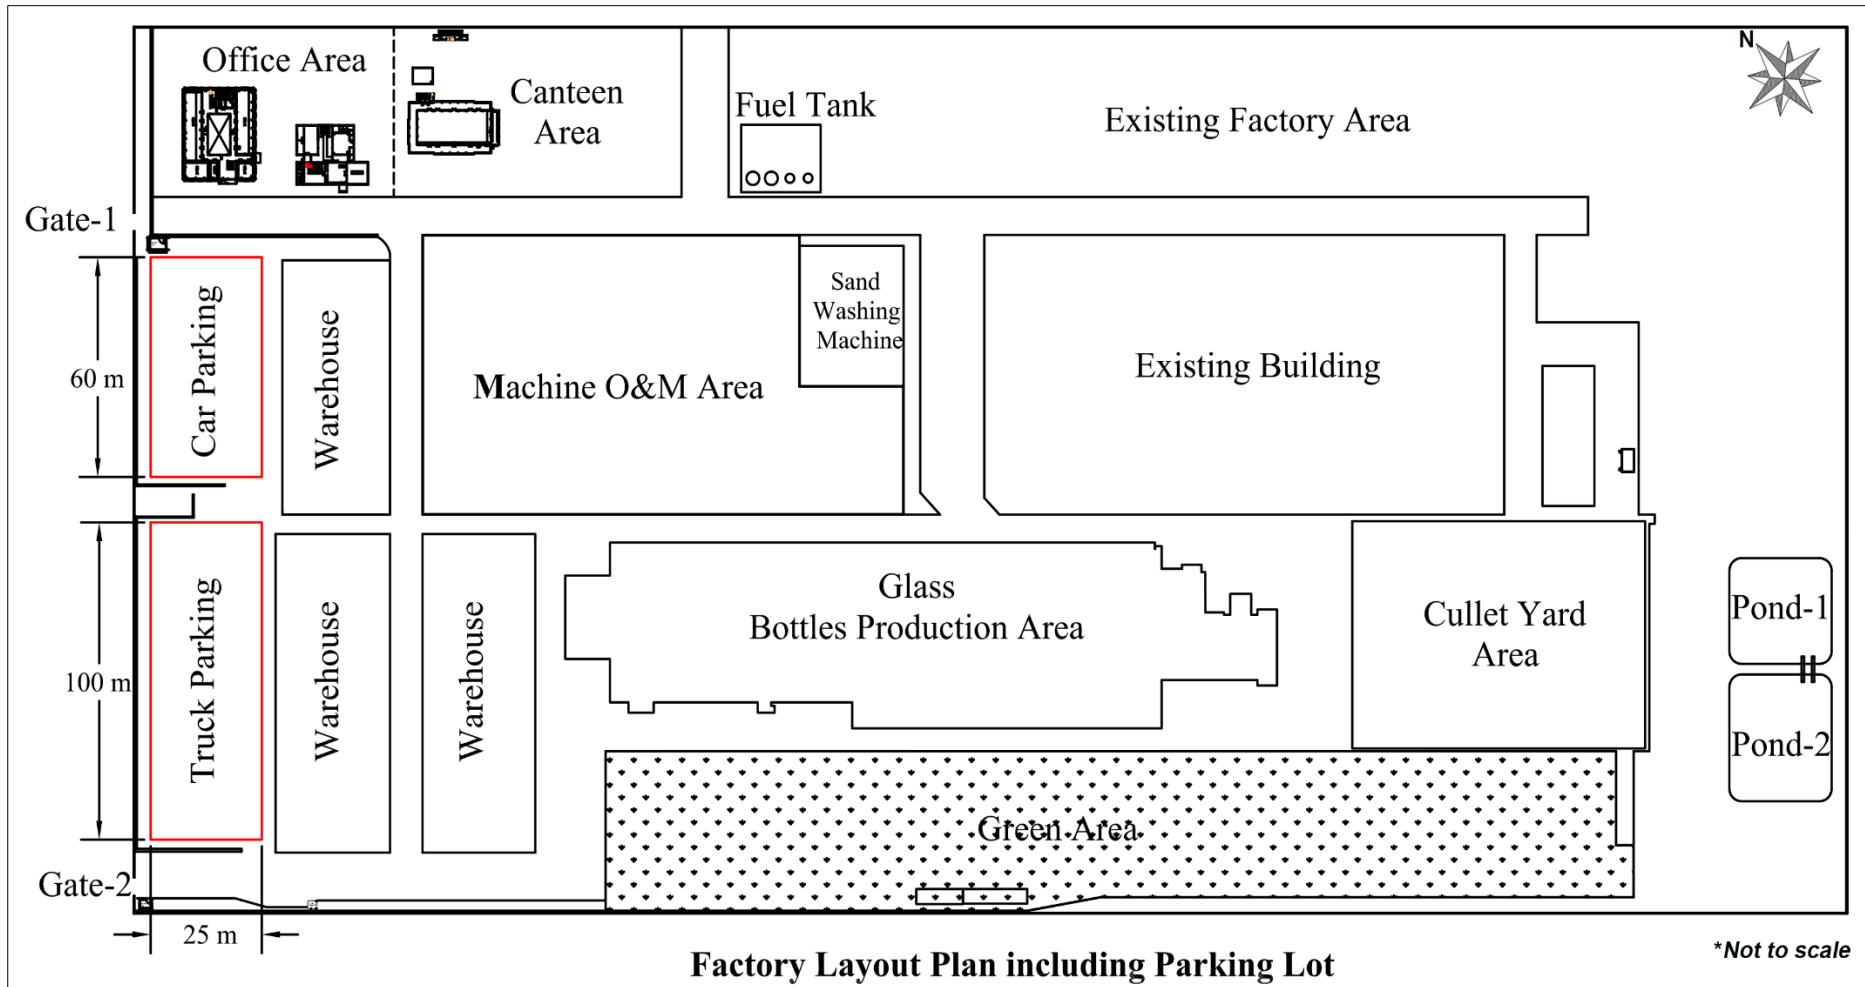 N
Office Area
Canteen
Area
Fuel Tank
Existing Factory Area
Gate-1
Sand
Washing
Machine
Car Parking
Warehouse
60 m
Machine O&M Area
Existing Building
Truck Parking
Warehouse
Warehouse
100 m
Glass
Bottles Production Area
Cullet Yard
Area
Pond-1
Pond-2
Green Area
Gate-2
25 m
Factory Layout Plan including Parking Lot
*Not to scale